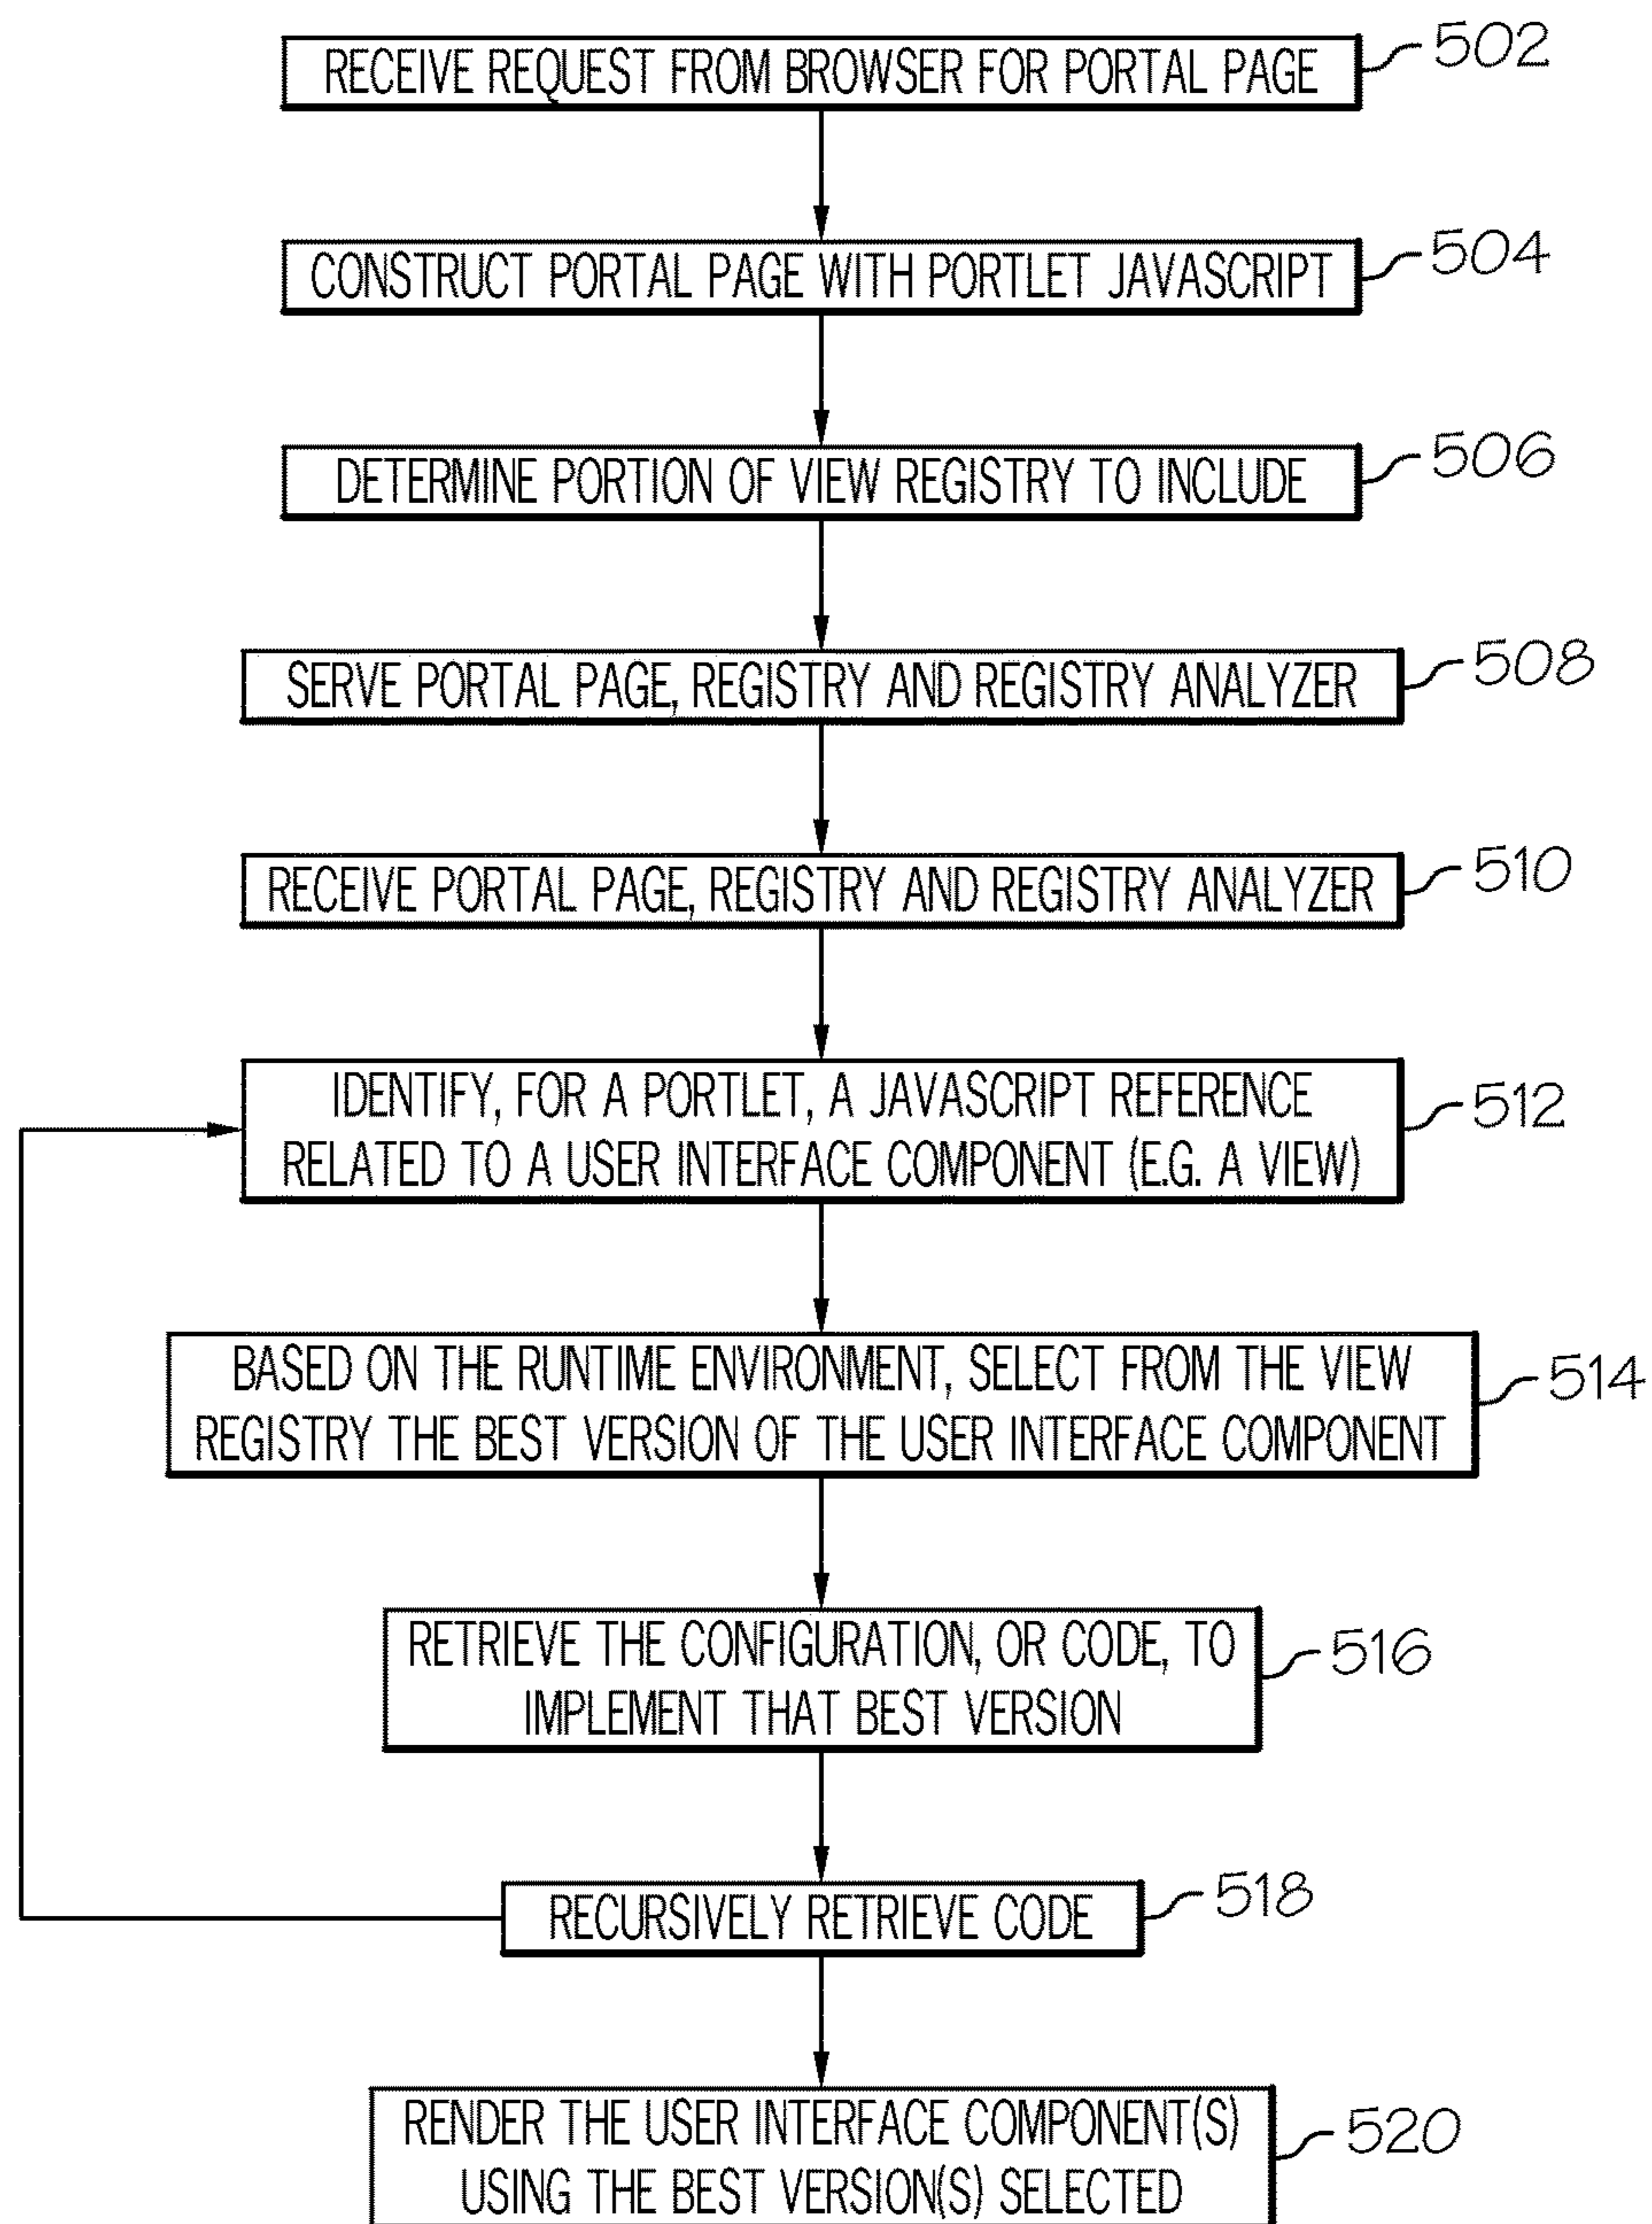 RECEIVE REQUEST FROM BROWSER FOR PORTAL PAGE
502
CONSTRUCT PORTAL PAGE WITH PORTLET JAVASCRIPT
504
DETERMINE PORTION OF VIEW REGISTRY TO INCLUDE
506
SERVE PORTAL PAGE, REGISTRY AND REGISTRY ANALYZER
508
RECEIVE PORTAL PAGE, REGISTRY AND REGISTRY ANALYZER
510
IDENTIFY, FOR A PORTLET, A JAVASCRIPT REFERENCE
RELATED TO A USER INTERFACE COMPONENT (E.G. A VIEW)
512
BASED ON THE RUNTIME ENVIRONMENT, SELECT FROM THE VIEW
REGISTRY THE BEST VERSION OF THE USER INTERFACE COMPONENT
514
RETRIEVE THE CONFIGURATION, OR CODE, TO
IMPLEMENT THAT BEST VERSION
516
RECURSIVELY RETRIEVE CODE
518
RENDER THE USER INTERFACE COMPONENT(S)
USING THE BEST VERSION(S) SELECTED
520